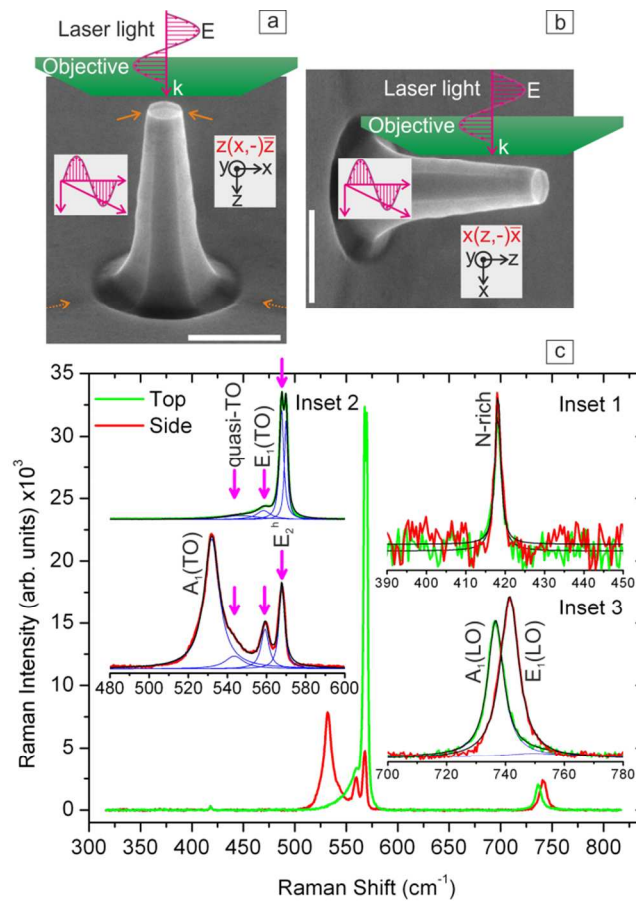 Laser light
E
a
Objective
k
z(x,-)z̄
y x
z
b
Laser light
E
Objective
k
x(z,-)x̄
y z
x
c
Raman Intensity (arb. units) x10³
35
30
25
20
15
10
5
0
Top
Side
Inset 2
quasi-TO
E₁(TO)
A₁(TO)
E₂ʰ
480 500 520 540 560 580 600
Inset 1
N-rich
390 400 410 420 430 440 450
Inset 3
A₁(LO)
E₁(LO)
700 720 740 760 780
300 350 400 450 500 550 600 650 700 750 800
Raman Shift (cm⁻¹)